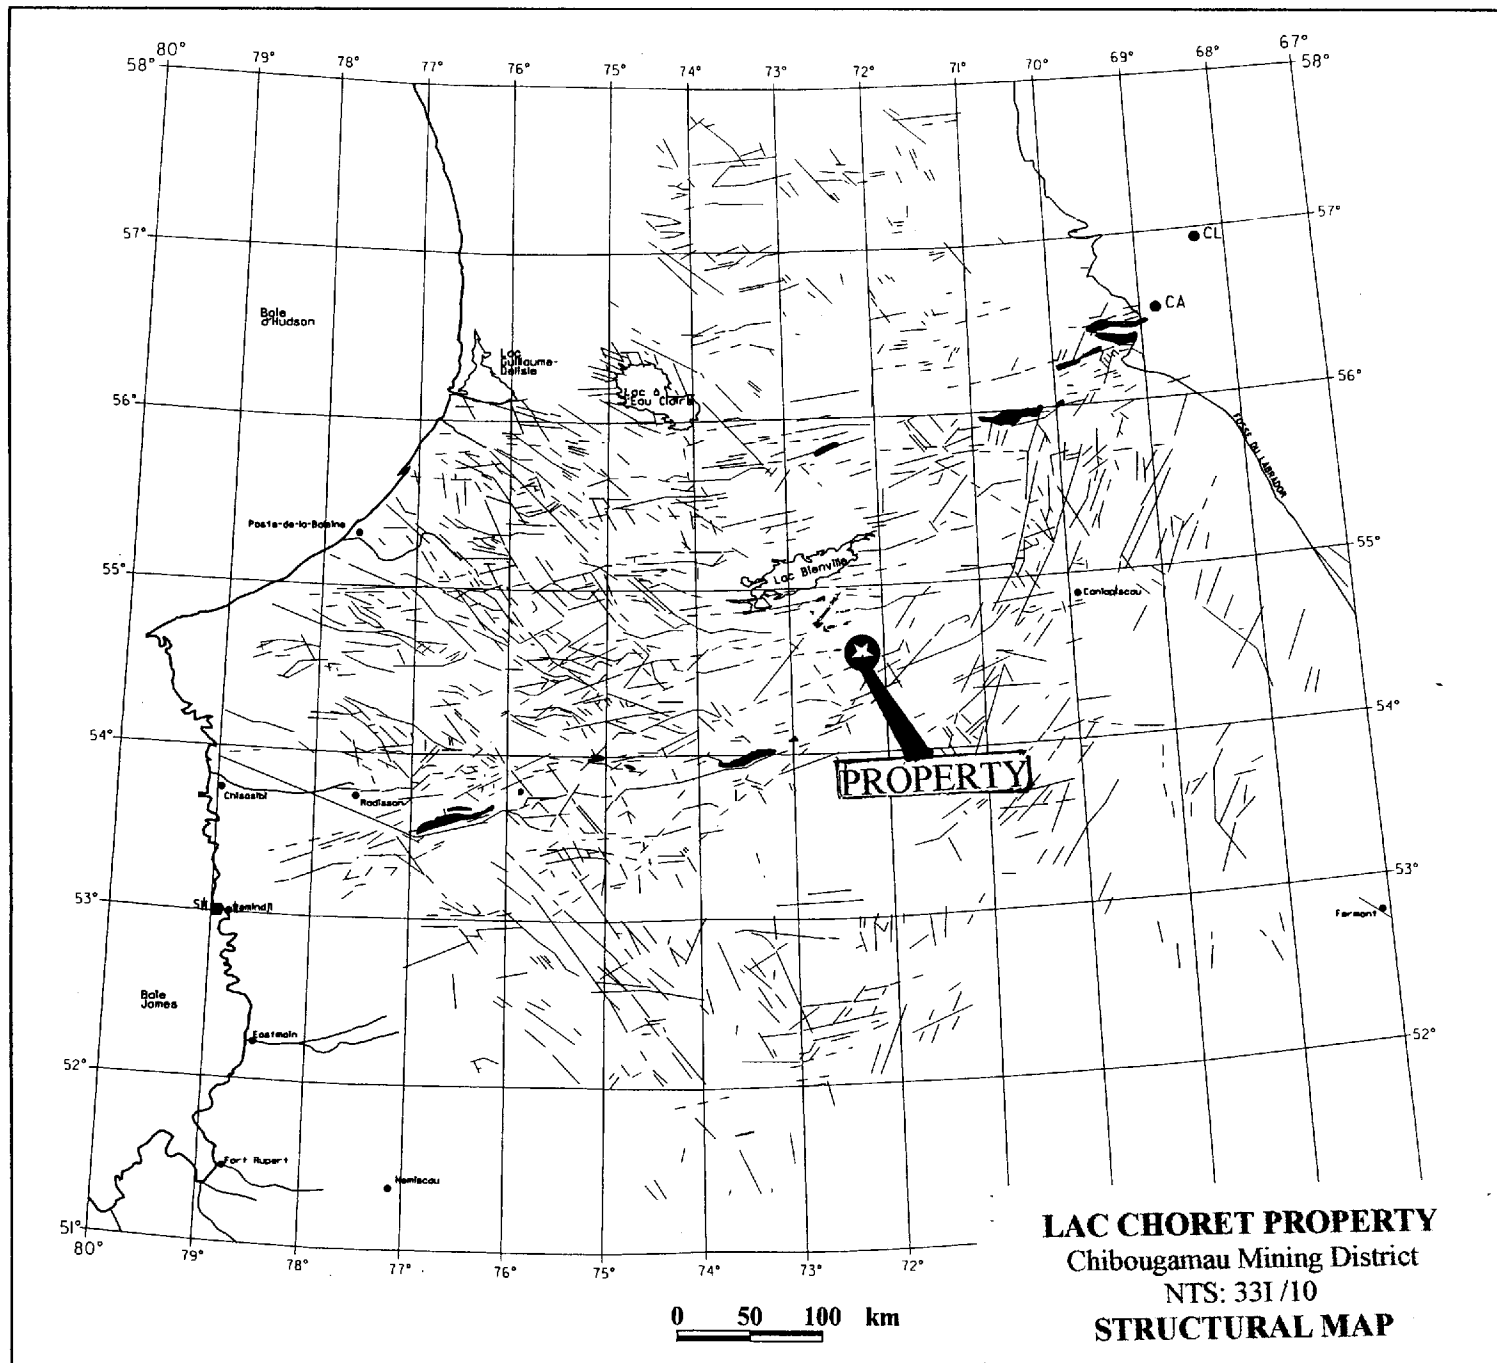 80° 79° 78° 77° 76° 75° 74° 73° 72° 71° 70° 69° 68° 67°
58° 58°
57° 57°
CL
CA
Baie
d'Hudson
Lac
Guillaume-
Delisle
Lac à
l'Eau Claire
56° 56°
FOSSE DU LABRADOR
Poste-de-la-Baleine
55° 55°
Lac Bienville
Caniapiscau
54° 54°
PROPERTY
Chisasibi
Radisson
53° 53°
Wemindji
Fermont
Baie
James
Eastmain
52° 52°
Fort Rupert
Nemiscau
51°
80° 79° 78° 77° 76° 75° 74° 73° 72°
LAC CHORET PROPERTY
Chibougamau Mining District
NTS: 33I /10
STRUCTURAL MAP
0 50 100 km